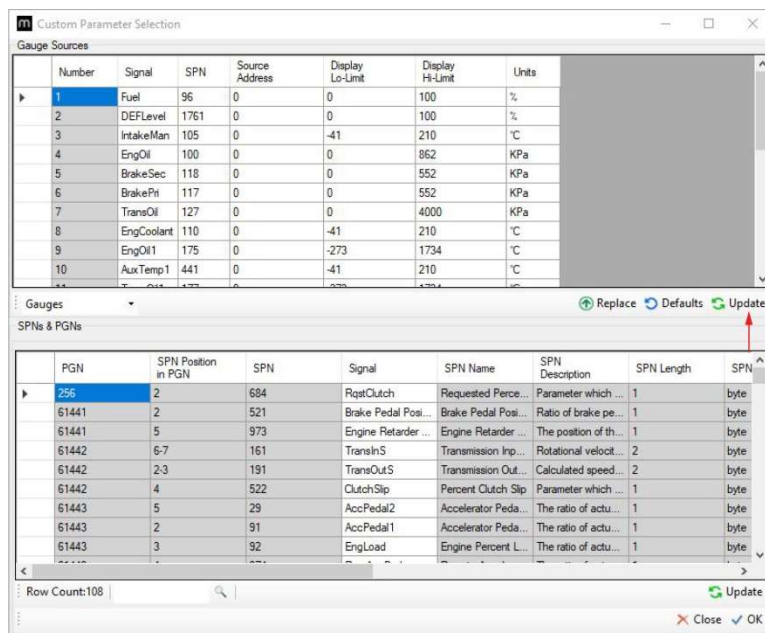 m Custom Parameter Selection
Gauge Sources
Number Signal SPN Source Address Display Lo-Limit Display Hi-Limit Units
1 Fuel 96 0 0 100 %
2 DEFLevel 1761 0 0 100 %
3 IntakeMan 105 0 -41 210 °C
4 EngOil 100 0 0 862 KPa
5 BrakeSec 118 0 0 552 KPa
6 BrakePri 117 0 0 552 KPa
7 TransOil 127 0 0 4000 KPa
8 EngCoolant 110 0 -41 210 °C
9 EngOil1 175 0 -273 1734 °C
10 AuxTemp1 441 0 -41 210 °C
Gauges Replace Defaults Update
SPNs & PGNs
PGN SPN Position in PGN SPN Signal SPN Name SPN Description SPN Length SPN
256 2 684 RqstClutch Requested Perce... Parameter which ... 1 byte
61441 2 521 Brake Pedal Posi... Brake Pedal Posi... Ratio of brake pe... 1 byte
61441 5 973 Engine Retarder ... Engine Retarder ... The position of th... 1 byte
61442 6-7 161 TransInS Transmission Inp... Rotational velocit... 2 byte
61442 2-3 191 TransOutS Transmission Out... Calculated speed... 2 byte
61442 4 522 ClutchSlip Percent Clutch Slip Parameter which ... 1 byte
61443 5 29 AccPedal2 Accelerator Peda... The ratio of actu... 1 byte
61443 2 91 AccPedal1 Accelerator Peda... The ratio of actu... 1 byte
61443 3 92 EngLoad Engine Percent L... The ratio of actu... 1 byte
Row Count:108 Update
Close OK